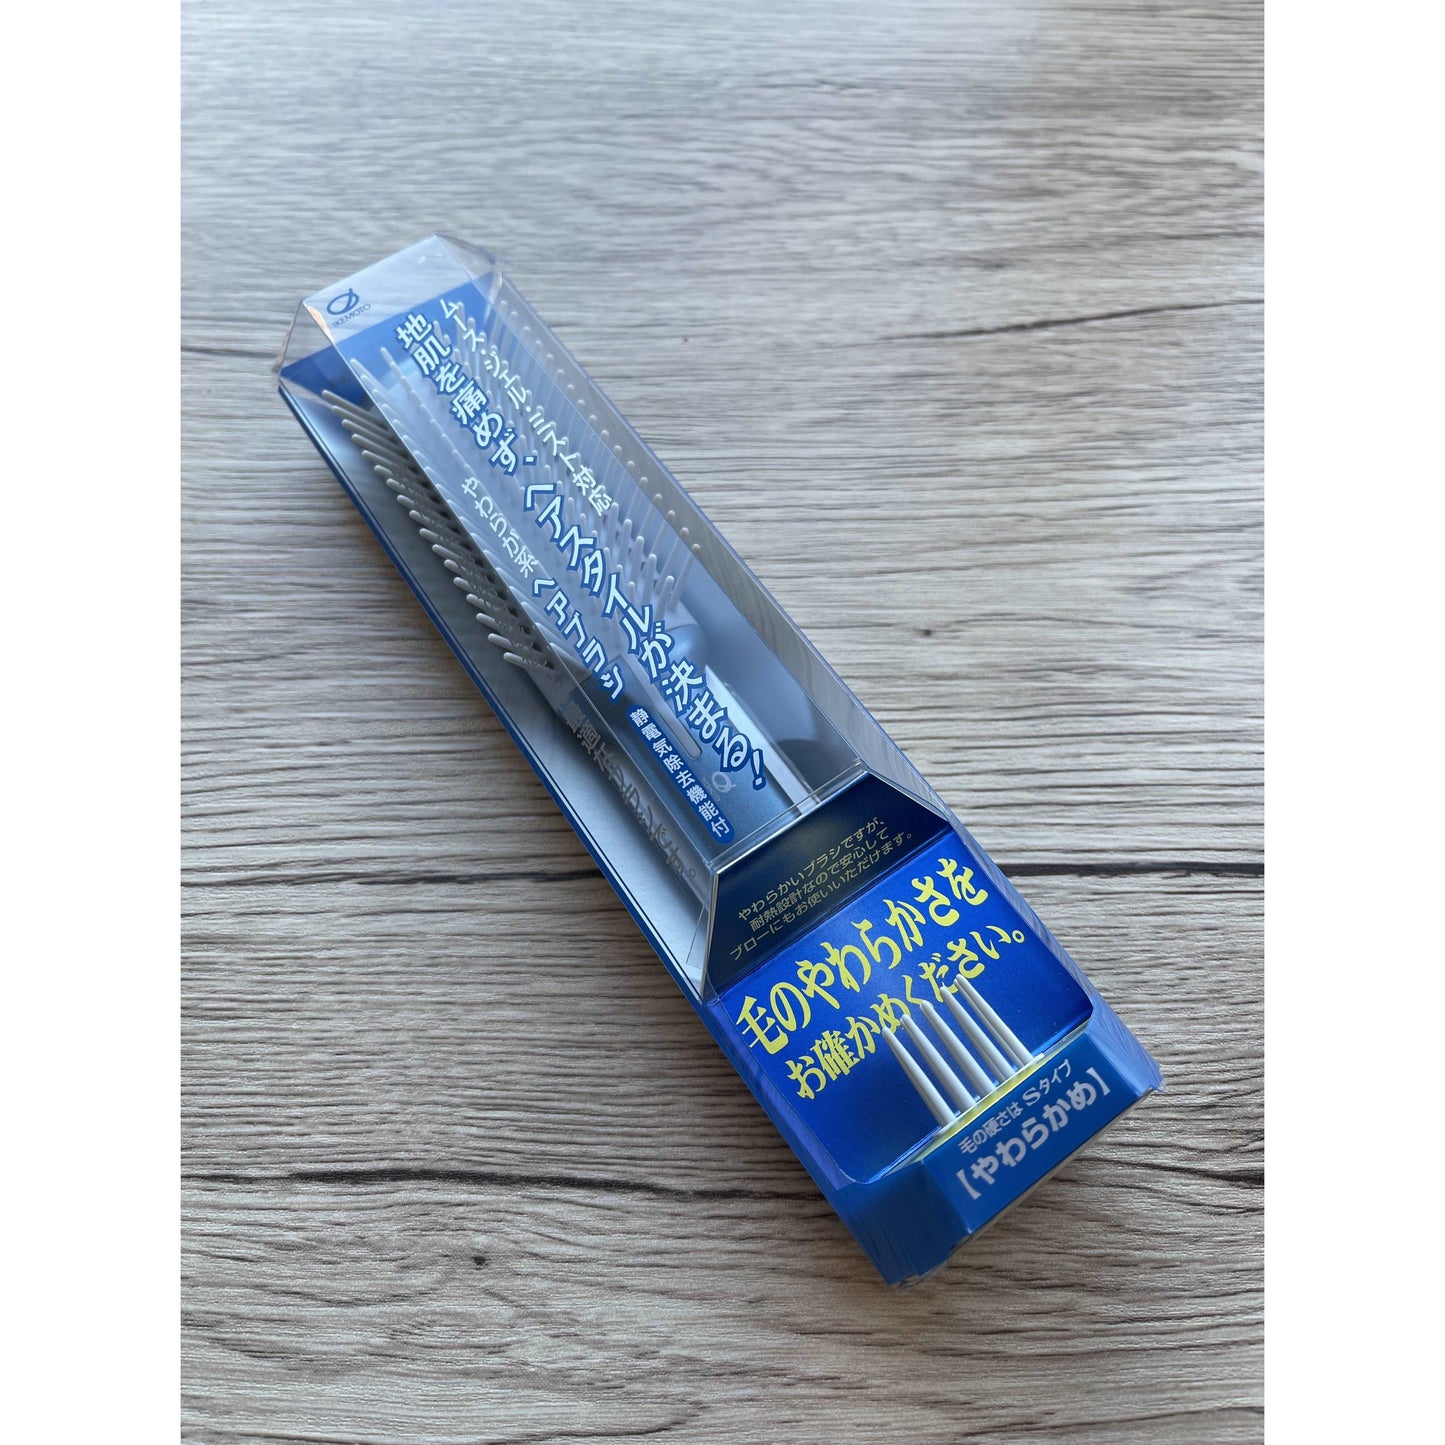 IKEMOTO
ムース・ジェル・ミスト対応
地肌を痛めず、ヘアスタイルが決まる!
やわらか系ヘアブラシ
静電気除去機能付
やわらかいブラシですが、
耐熱設計なので安心して
ブローにもお使いいただけます。
毛のやわらかさを
お確かめください。
毛の硬さは Sタイプ
【やわらかめ】